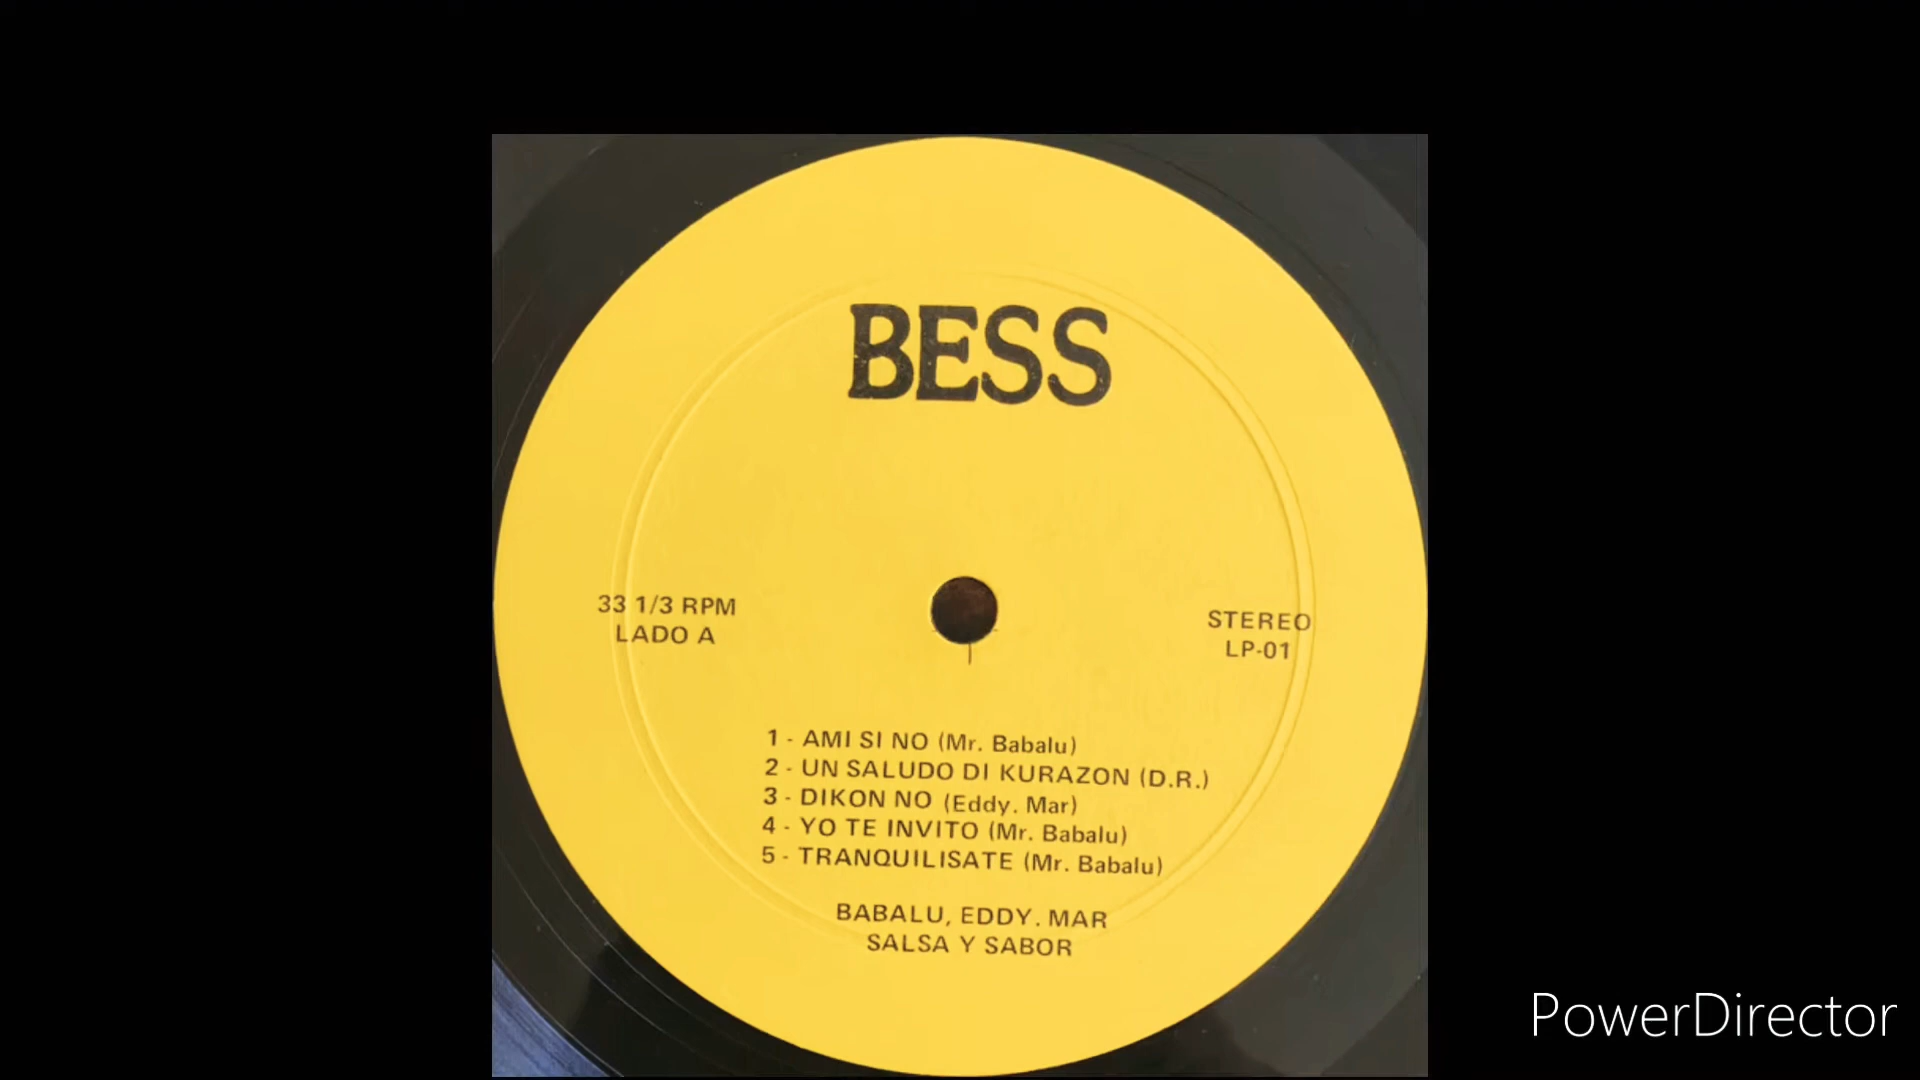 BESS
33 1/3 RPM
LADO A
STEREO
LP-01
1 - AMI SI NO (Mr. Babalu)
2 - UN SALUDO DI KURAZON (D.R.)
3 - DIKON NO (Eddy. Mar)
4 - YO TE INVITO (Mr. Babalu)
5 - TRANQUILISATE (Mr. Babalu)
BABALU, EDDY. MAR
SALSA Y SABOR
PowerDirector